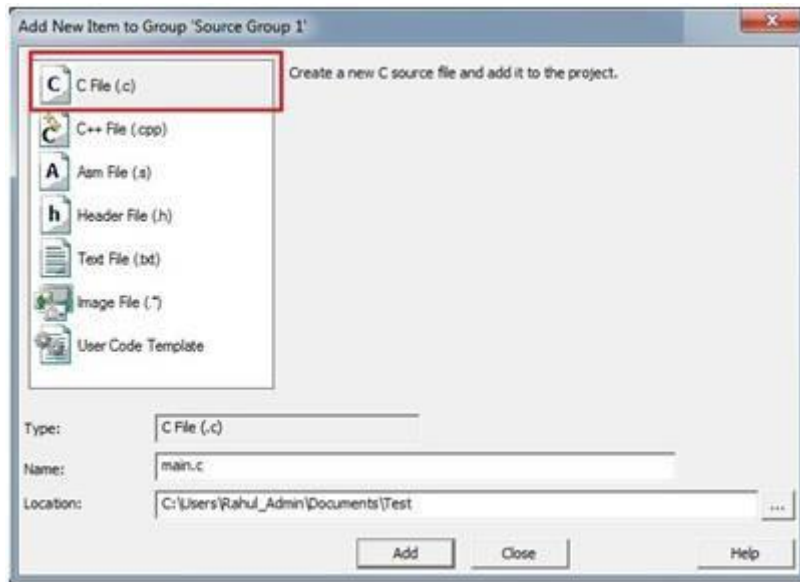 Add New Item to Group 'Source Group 1'
C File (.c)
Create a new C source file and add it to the project.
C++ File (.cpp)
Asm File (.s)
Header File (.h)
Text File (.txt)
Image File (.*)
User Code Template
Type:
C File (.c)
Name:
main.c
Location:
C:\Users\Rahul_Admin\Documents\Test
...
Add
Close
Help